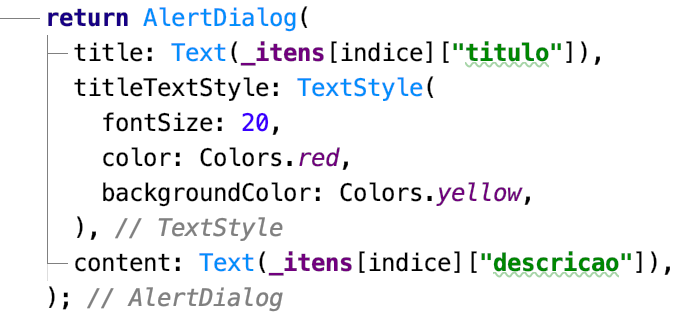 return AlertDialog(
title: Text(_itens[indice]["titulo"]),
titleTextStyle: TextStyle(
fontSize: 20,
color: Colors.red,
backgroundColor: Colors.yellow,
), // TextStyle
content: Text(_itens[indice]["descricao"]),
); // AlertDialog